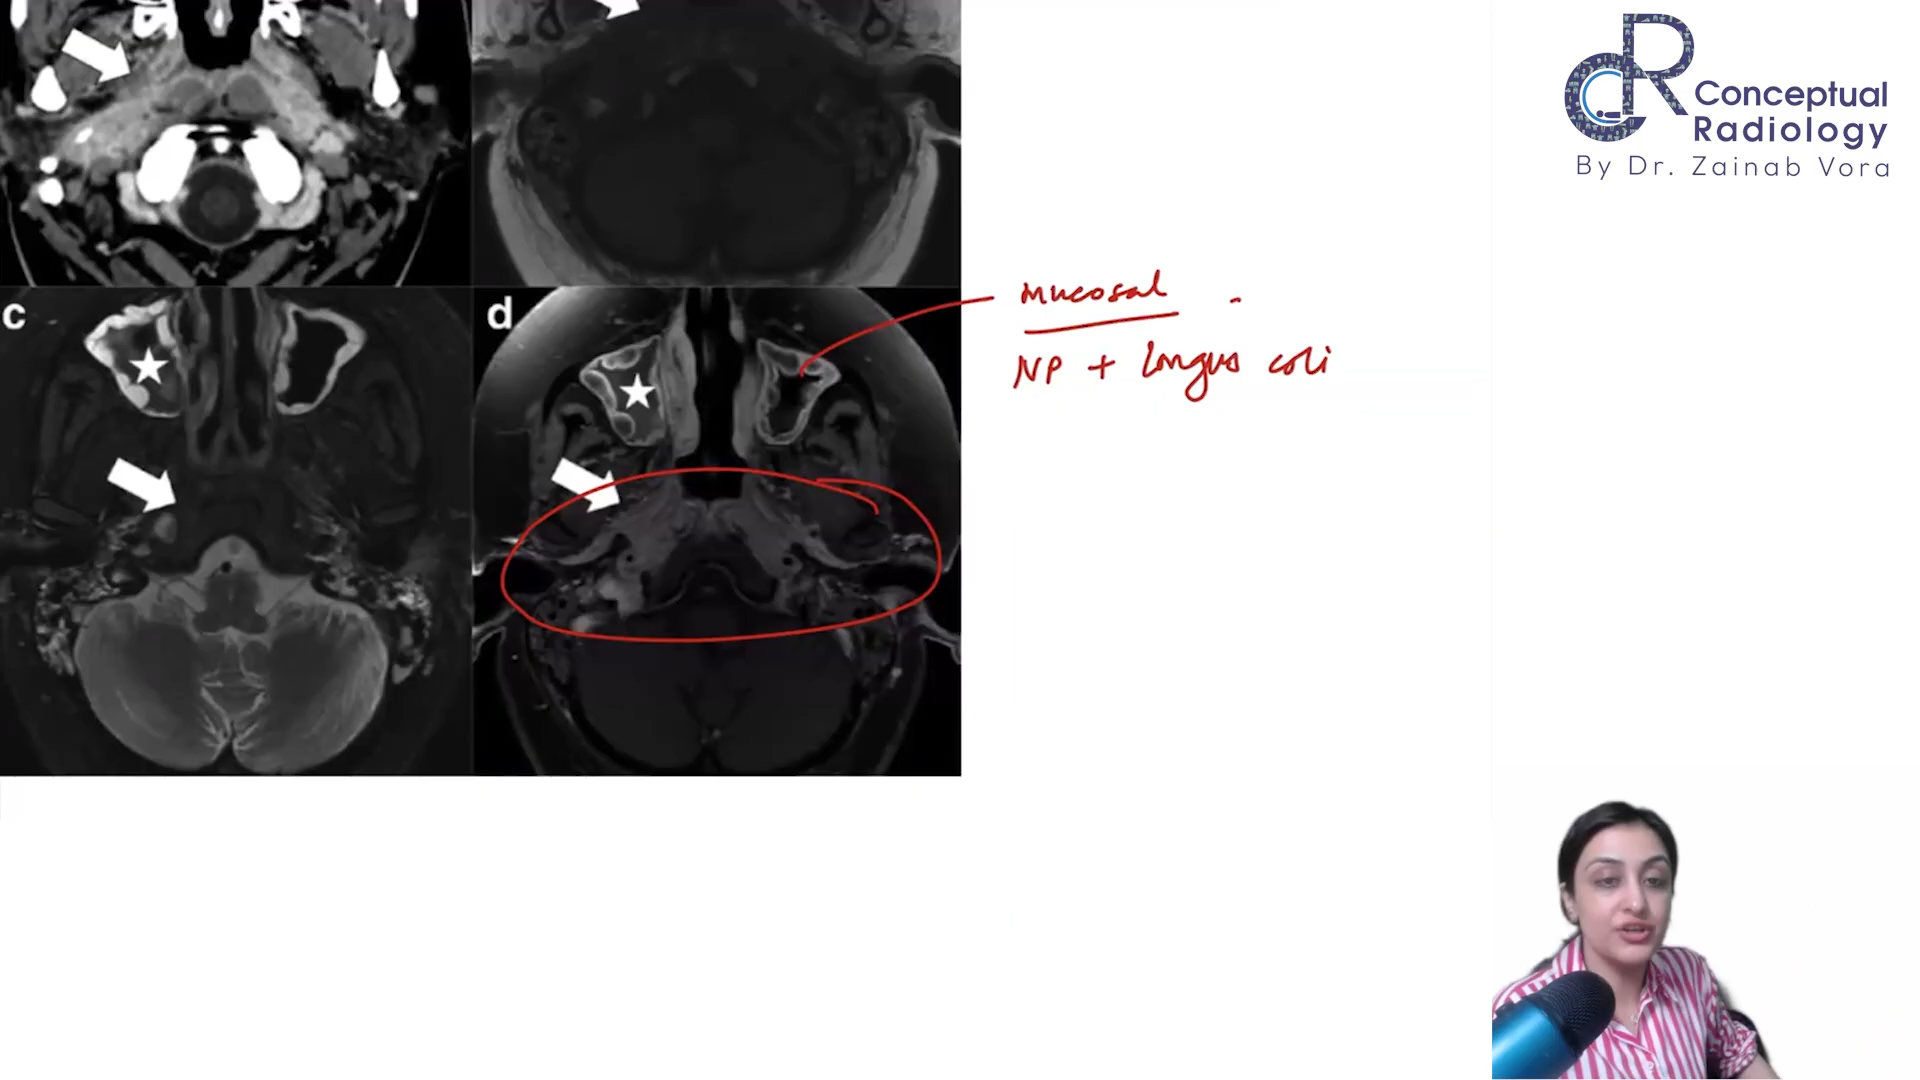 Conceptual
Radiology
By Dr. Zainab Vora
c
d
mucosal
NP + longus coli